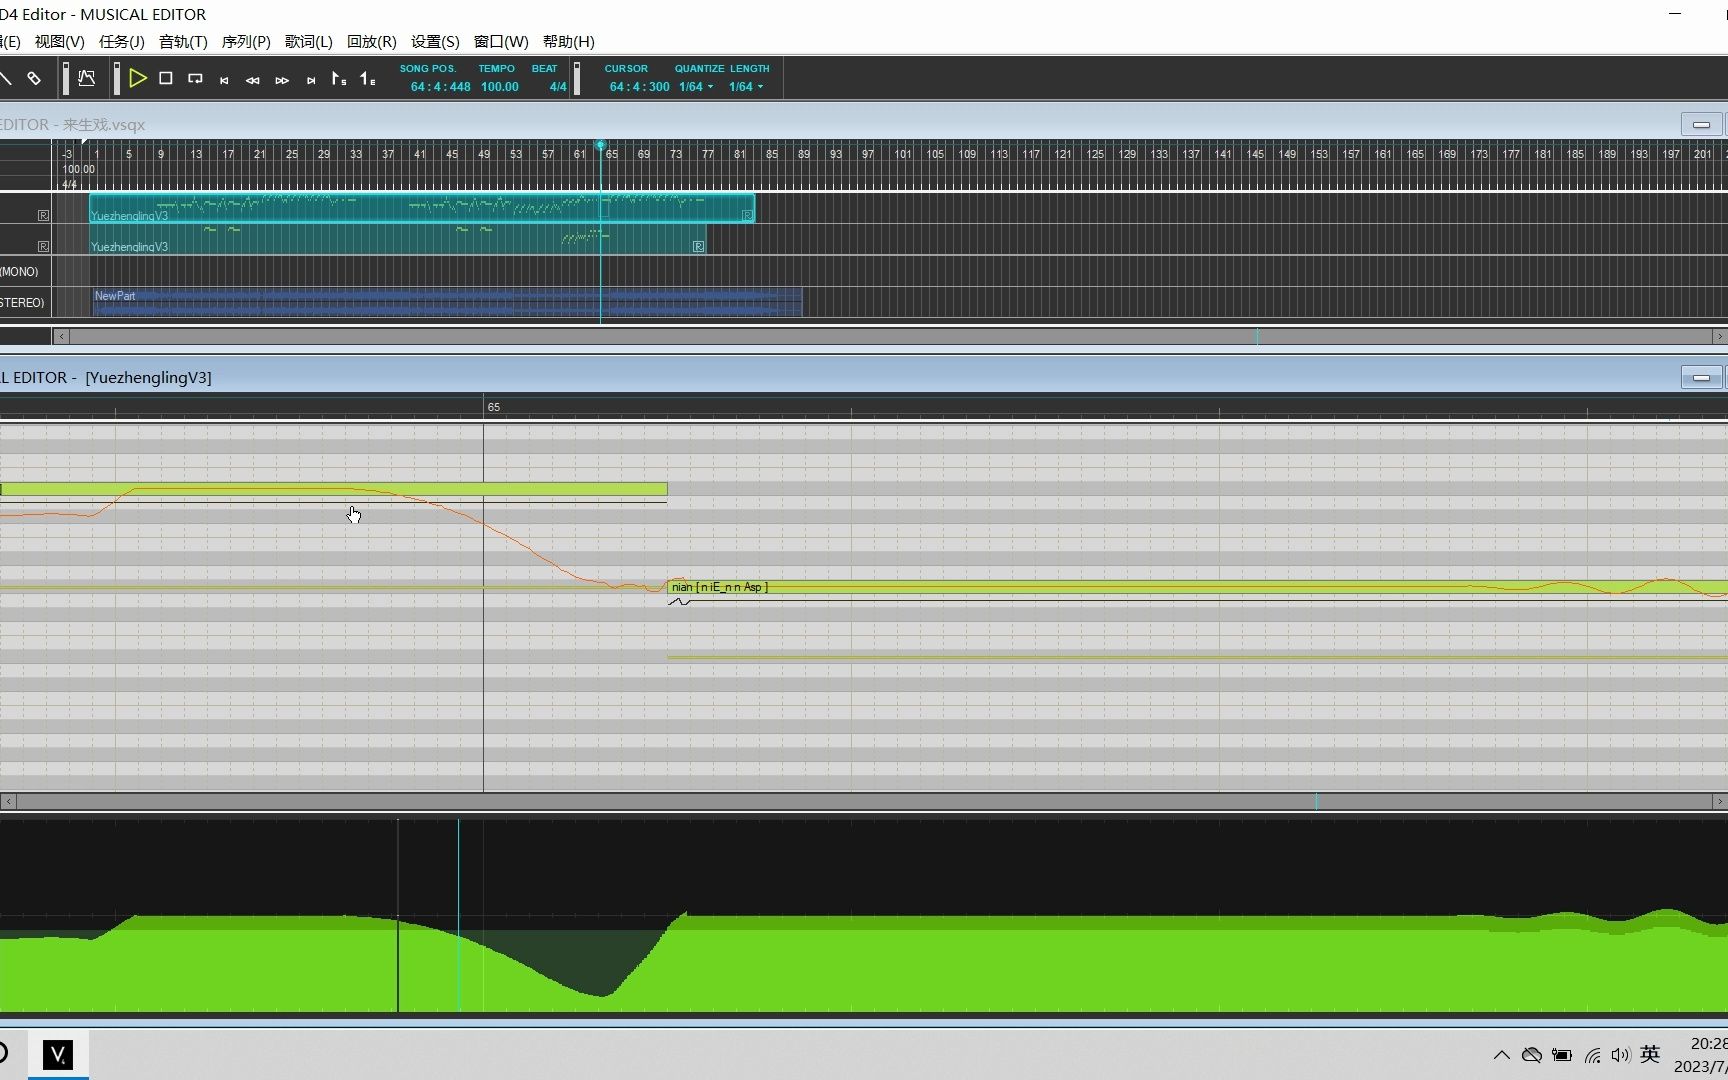 D4 Editor - MUSICAL EDITOR
(E) 视图(V) 任务(J) 音轨(T) 序列(P) 歌词(L) 回放(R) 设置(S) 窗口(W) 帮助(H)
SONG POS. TEMPO BEAT CURSOR QUANTIZE LENGTH
64:4:448 100.00 4/4 64:4:300 1/64 1/64
EDITOR - 来生戏.vsqx
-3 1 5 9 13 17 21 25 29 33 37 41 45 49 53 57 61 65 69 73 77 81 85 89 93 97 101 105 109 113 117 121 125 129 133 137 141 145 149 153 157 161 165 169 173 177 181 185 189 193 197 201
100.00
4/4
R YuezhenglingV3 R
R YuezhenglingV3 R
(MONO)
STEREO) NewPart
L EDITOR - [YuezhenglingV3]
65
nian [ n iE_n n Asp ]
V
英
20:28
2023/7/